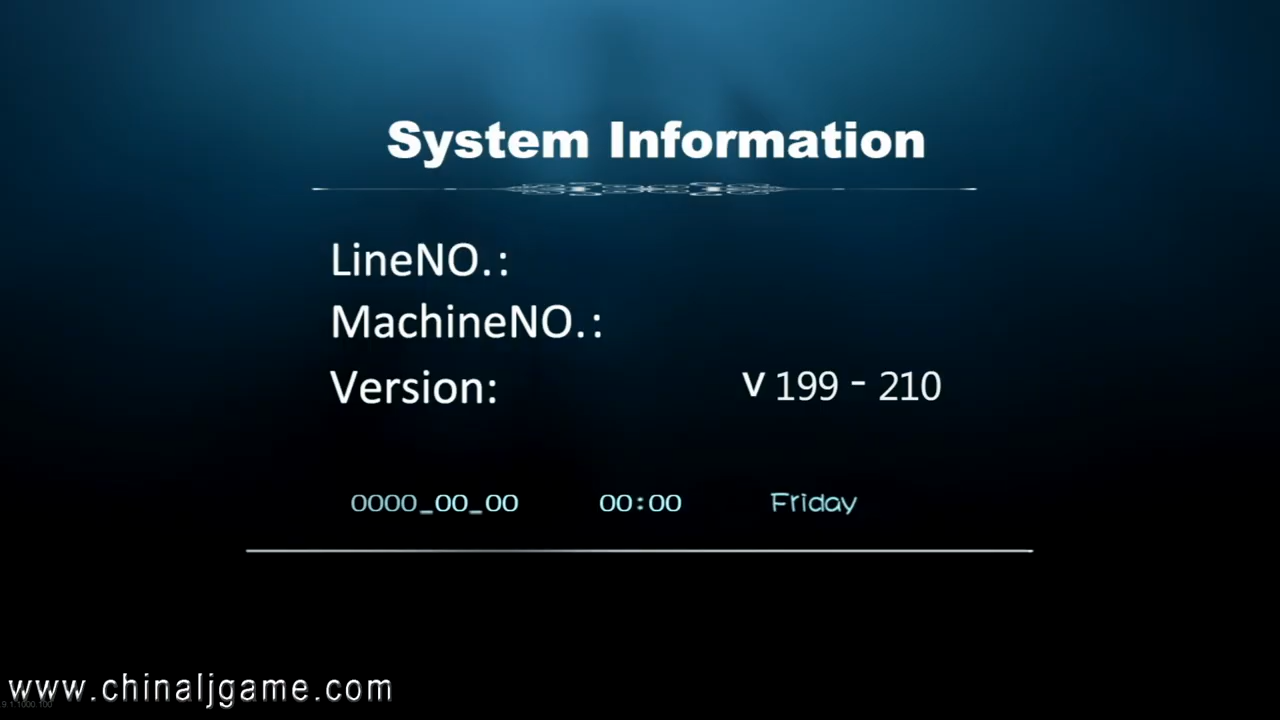 System Information
LineNO.:
MachineNO.:
Version: V 199 - 210
0000_00_00 00:00 Friday
www.chinaljgame.com